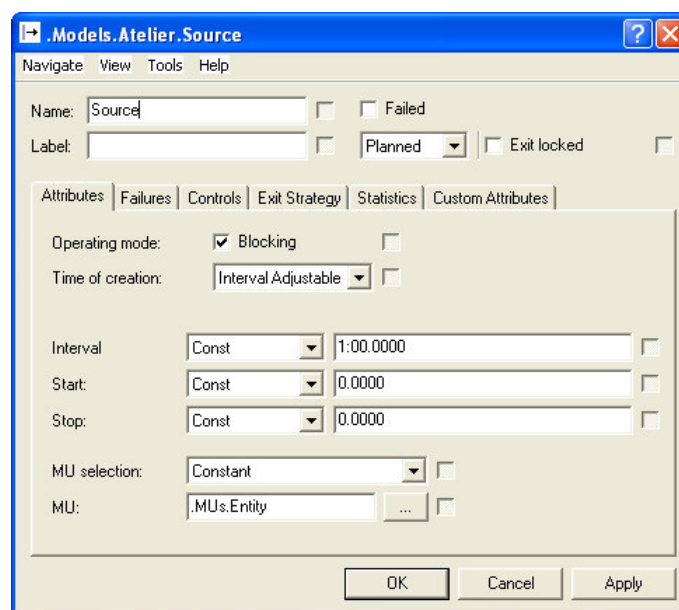 .Models.Atelier.Source
Navigate View Tools Help
Name: Source Failed
Label: Planned Exit locked
Attributes Failures Controls Exit Strategy Statistics Custom Attributes
Operating mode: Blocking
Time of creation: Interval Adjustable
Interval Const 1:00.0000
Start: Const 0.0000
Stop: Const 0.0000
MU selection: Constant
MU: .MUs.Entity ...
OK Cancel Apply